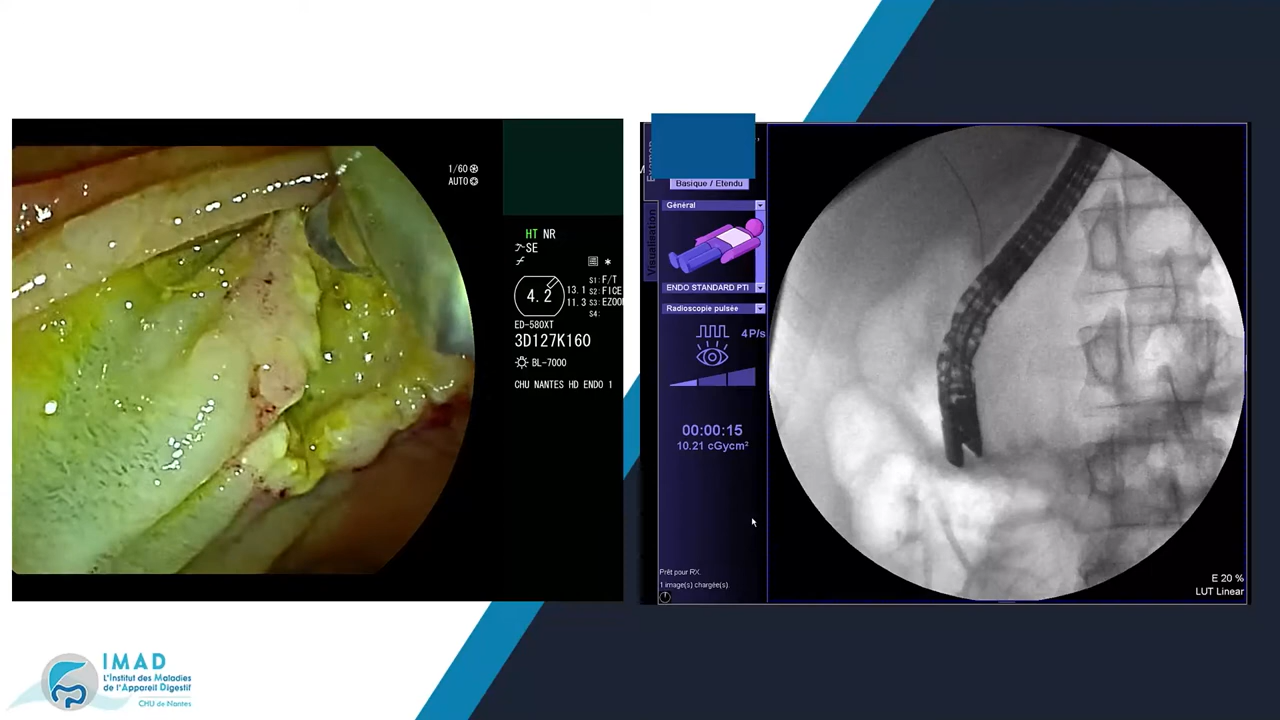 1/60
AUTO
HT NR
SE
4.2
13.1
11.3
S1: F/T
S2: FICE
S3: EZOO
S4:
ED-580XT
3D127K160
BL-7000
CHU NANTES HD ENDO 1
Examen
Visualisation
Basique / Etendu
Général
ENDO STANDARD PTI
Radioscopie pulsée
4P/s
00:00:15
10.21 cGycm²
Prêt pour RX
1 image(s) chargée(s).
E 20 %
LUT Linear
IMAD
L'Institut des Maladies
de l'Appareil Digestif
CHU de Nantes